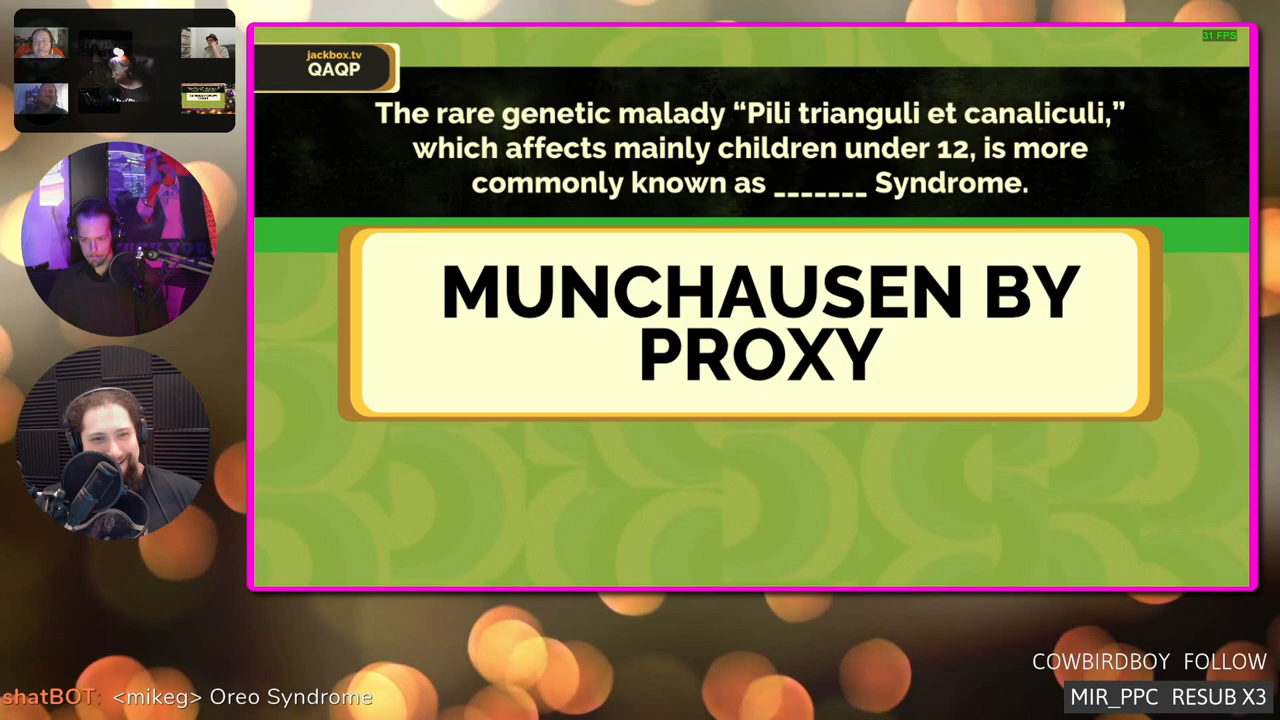 31 FPS
jackbox.tv
QAQP
The rare genetic malady “Pili trianguli et canaliculi,”
which affects mainly children under 12, is more
commonly known as _______ Syndrome.
MUNCHAUSEN BY
PROXY
COWBIRDBOY FOLLOW
shatBOT: <mikeg> Oreo Syndrome
MIR_PPC RESUB X3